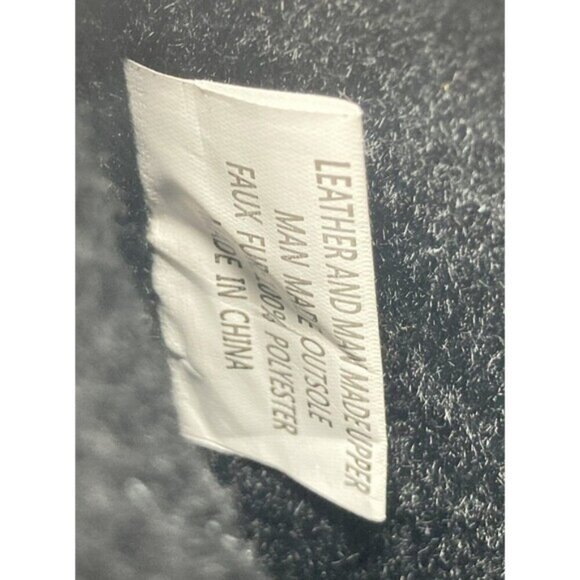 LEATHER AND MAN MADE UPPER
MAN MADE OUTSOLE
FAUX FUR 100% POLYESTER
MADE IN CHINA